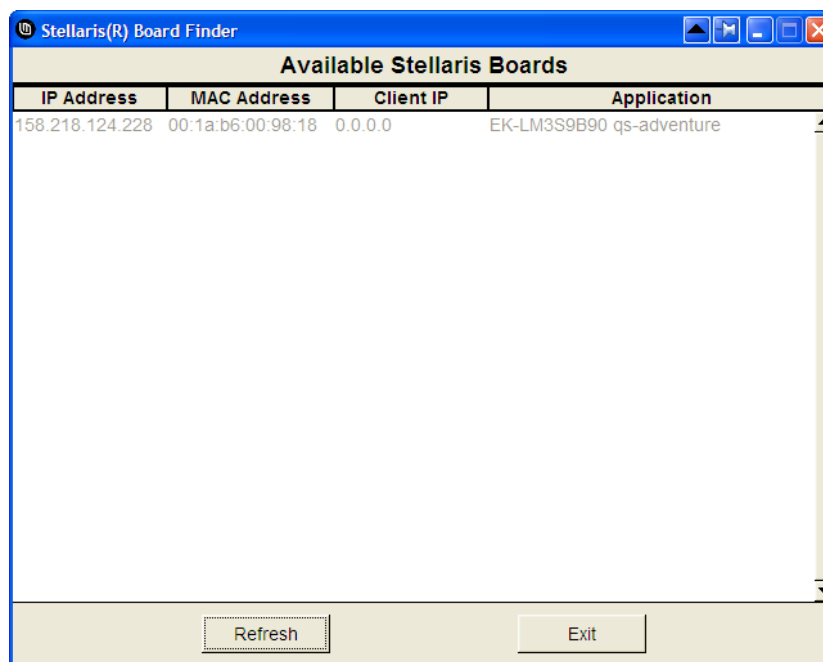 Stellaris(R) Board Finder
Available Stellaris Boards
IP Address MAC Address Client IP Application
158.218.124.228 00:1a:b6:00:98:18 0.0.0.0 EK-LM3S9B90 qs-adventure
Refresh Exit